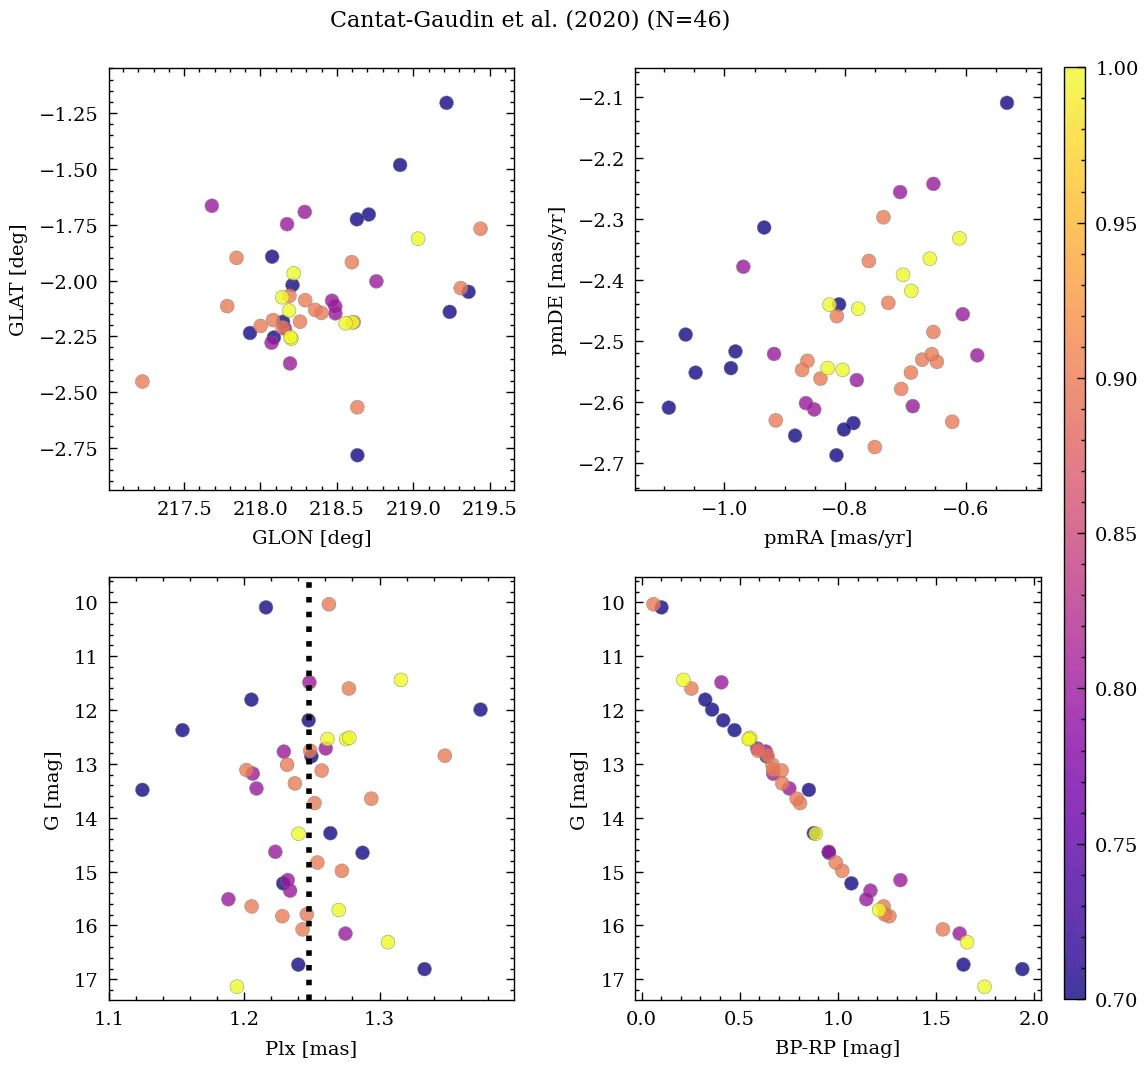 Cantat-Gaudin et al. (2020) (N=46)
−1.25
−1.50
−1.75
−2.00
−2.25
−2.50
−2.75
GLAT [deg]
217.5 218.0 218.5 219.0 219.5
GLON [deg]
−2.1
−2.2
−2.3
−2.4
−2.5
−2.6
−2.7
pmDE [mas/yr]
−1.0 −0.8 −0.6
pmRA [mas/yr]
10
11
12
13
14
15
16
17
G [mag]
1.1 1.2 1.3
Plx [mas]
10
11
12
13
14
15
16
17
G [mag]
0.0 0.5 1.0 1.5 2.0
BP-RP [mag]
1.00
0.95
0.90
0.85
0.80
0.75
0.70